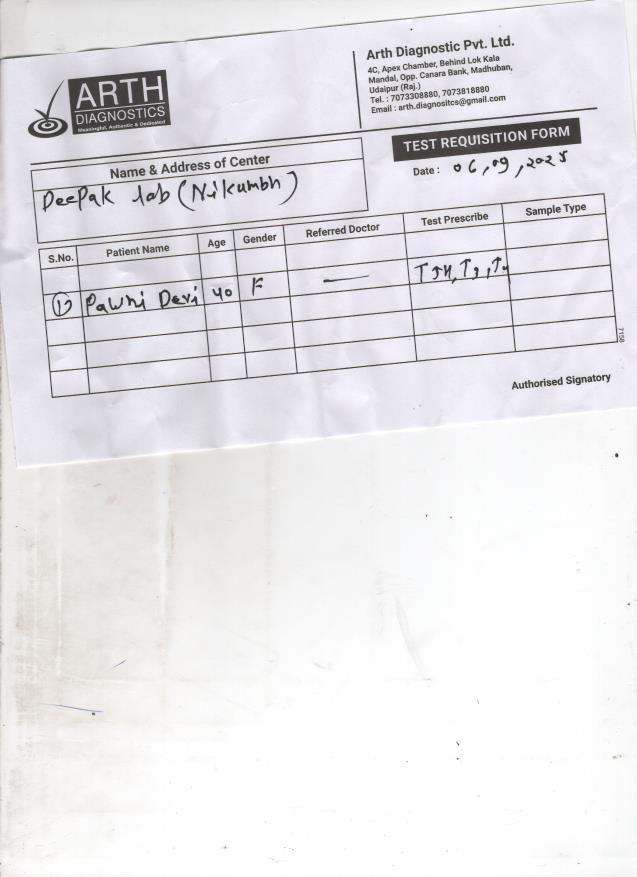 ARTH
DIAGNOSTICS
Meaningful, Authentic & Dedicated
Arth Diagnostic Pvt. Ltd.
4C, Apex Chamber, Behind Lok Kala
Mandal, Opp. Canara Bank, Madhuban,
Udaipur (Raj.)
Tel. : 7073308880, 7073818880
Email : arth.diagnositcs@gmail.com
TEST REQUISITION FORM
Date : 06,09,2025
Name & Address of Center
Deepak lab (Nikumbh)
S.No. Patient Name Age Gender Referred Doctor Test Prescribe Sample Type
1) Pawni Devi 40 F — TSH, T3, T4
7158
Authorised Signatory